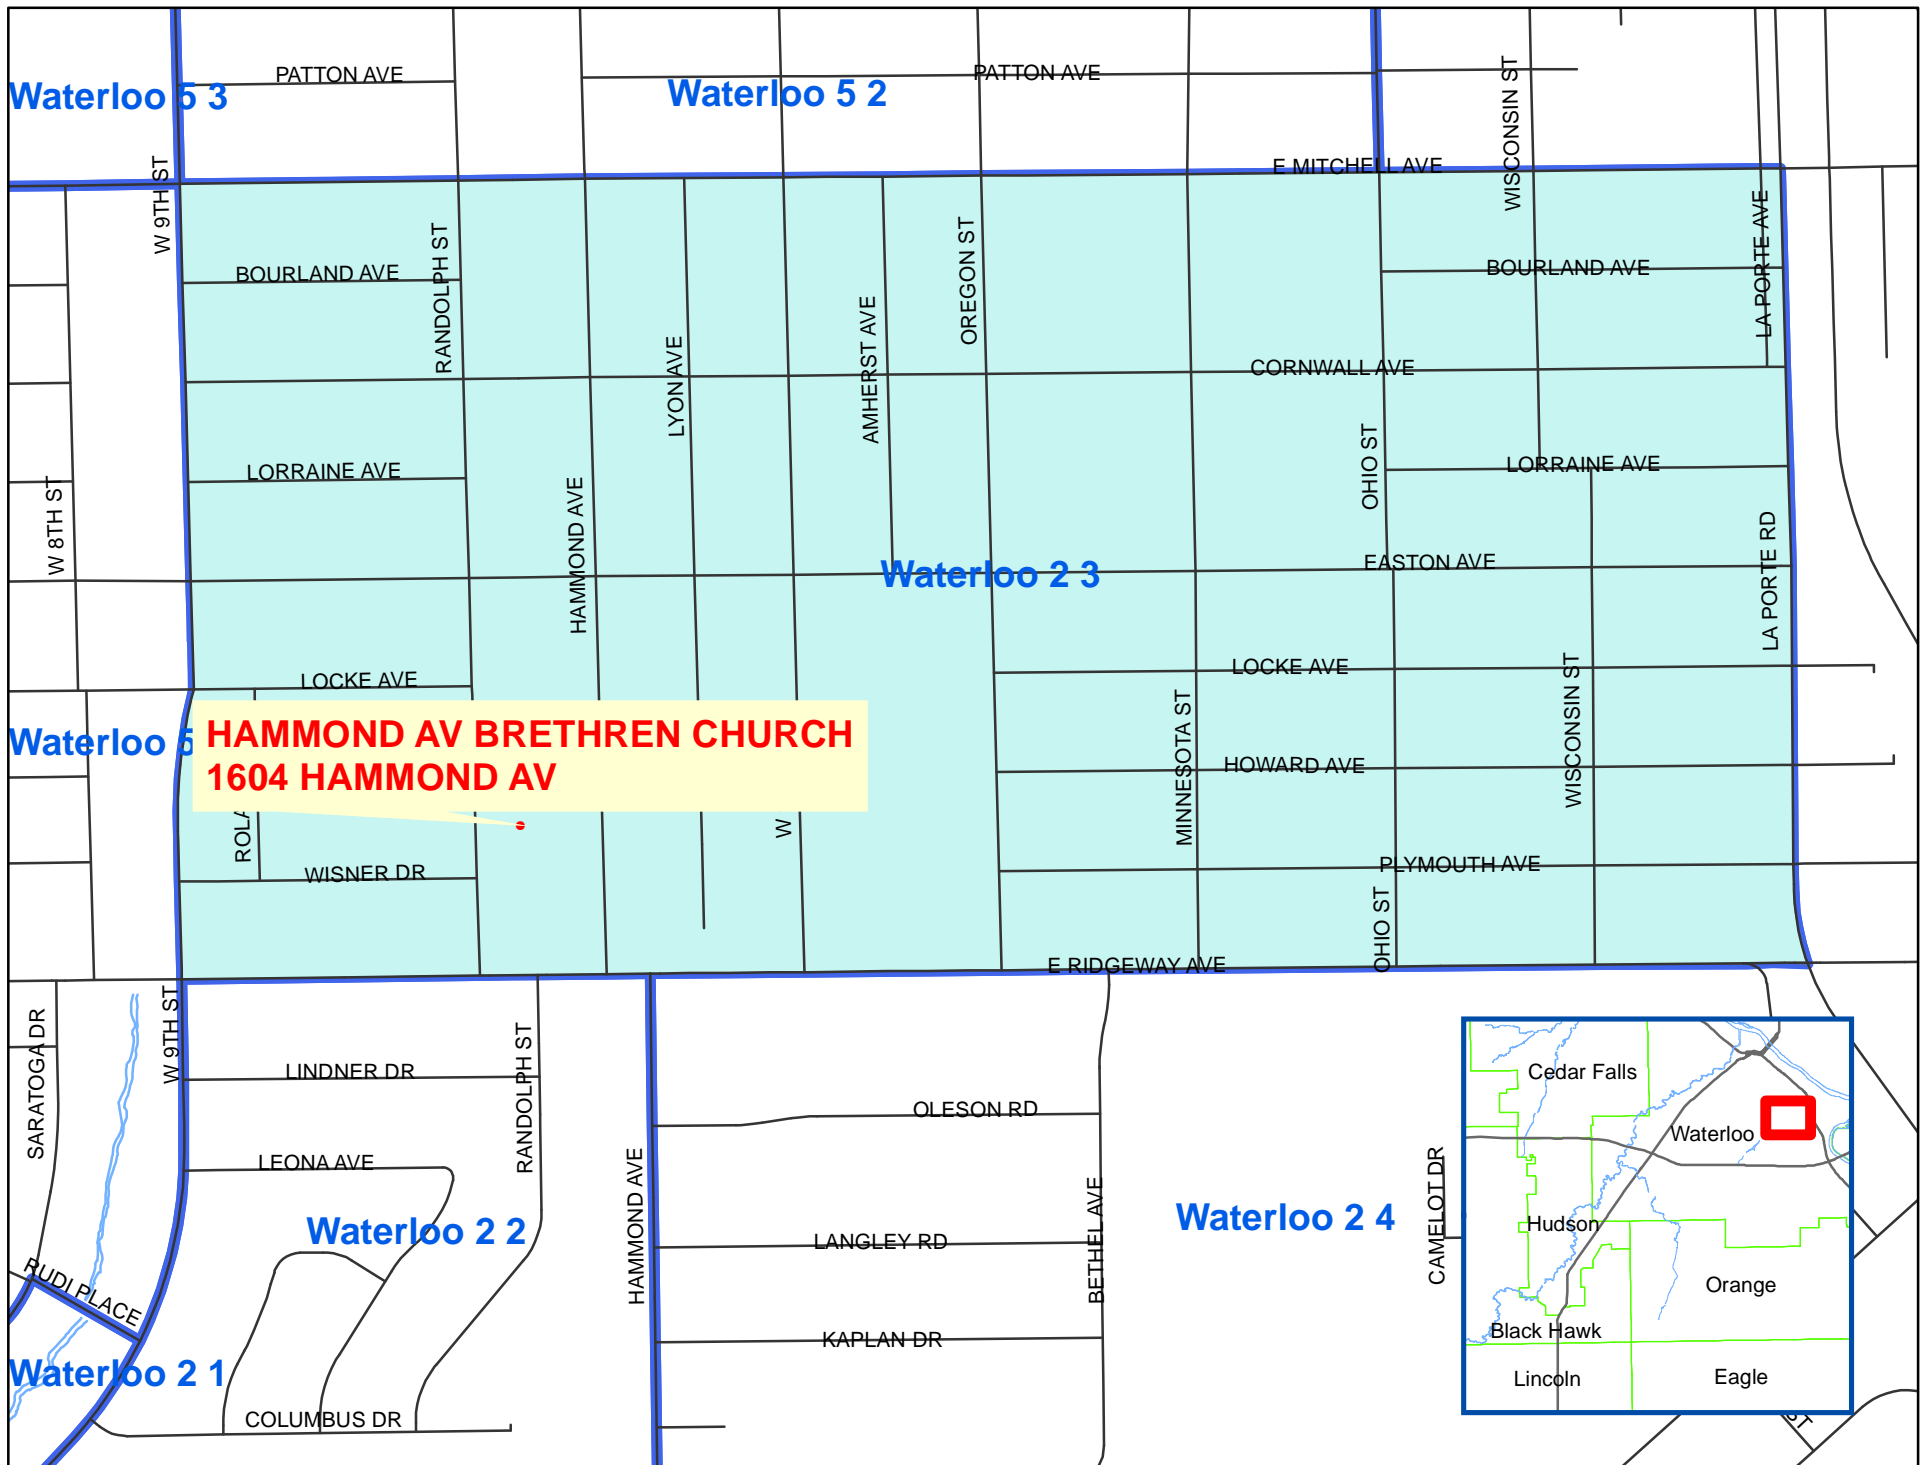 PATTON AVE
PATTON AVE
Waterloo 5 3
Waterloo 5 2
WISCONSIN ST
E MITCHELL AVE
W 9TH ST
LA PORTE AVE
RANDOLPH ST
OREGON ST
BOURLAND AVE
BOURLAND AVE
LYON AVE
AMHERST AVE
CORNWALL AVE
OHIO ST
LORRAINE AVE
LORRAINE AVE
W 8TH ST
HAMMOND AVE
LA PORTE RD
EASTON AVE
Waterloo 2 3
LOCKE AVE
LOCKE AVE
WISCONSIN ST
MINNESOTA ST
Waterloo 5
HAMMOND AV BRETHREN CHURCH
1604 HAMMOND AV
HOWARD AVE
W
WISNER DR
PLYMOUTH AVE
OHIO ST
E RIDGEWAY AVE
W 9TH ST
SARATOGA DR
RANDOLPH ST
LINDNER DR
OLESON RD
LEONA AVE
HAMMOND AVE
BETHEL AVE
CAMELOT DR
Waterloo 2 2
Waterloo 2 4
LANGLEY RD
RUDI PLACE
KAPLAN DR
Waterloo 2 1
COLUMBUS DR
Cedar Falls
Waterloo
Hudson
Orange
Black Hawk
Lincoln
Eagle
ST